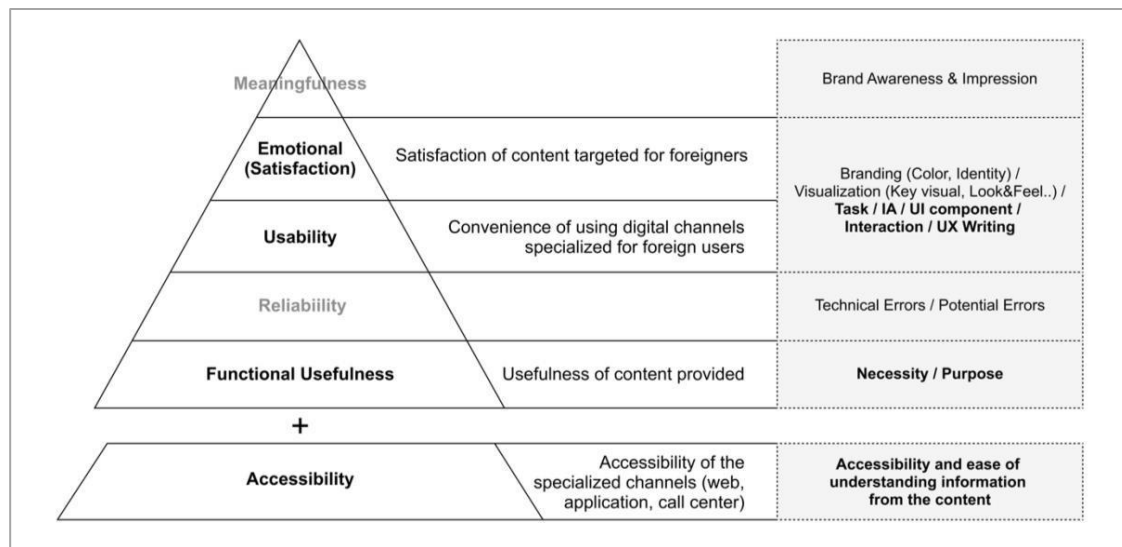 Meaningfulness
Brand Awareness & Impression
Emotional
(Satisfaction)
Satisfaction of content targeted for foreigners
Branding (Color, Identity) /
Visualization (Key visual, Look&Feel..) /
Task / IA / UI component /
Interaction / UX Writing
Usability
Convenience of using digital channels
specialized for foreign users
Reliabiility
Technical Errors / Potential Errors
Functional Usefulness
Usefulness of content provided
Necessity / Purpose
+
Accessibility
Accessibility of the
specialized channels (web,
application, call center)
Accessibility and ease of
understanding information
from the content